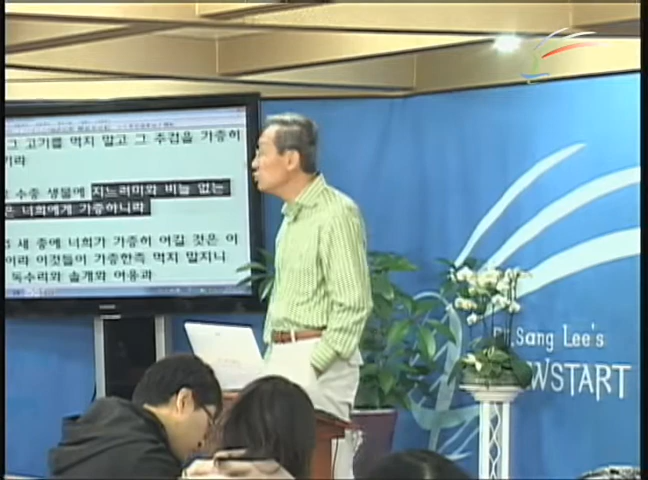 그 고기를 먹지 말고 그 주검을 가증히
기라
수중 생물에 지느러미와 비늘 없는
은 너희에게 가증하니라
새 중에 너희가 가증히 여길 것은 이
이라 이것들이 가증한즉 먹지 말지니
독수리와 솔개와 어응과
Dr.Sang Lee's
WSTART